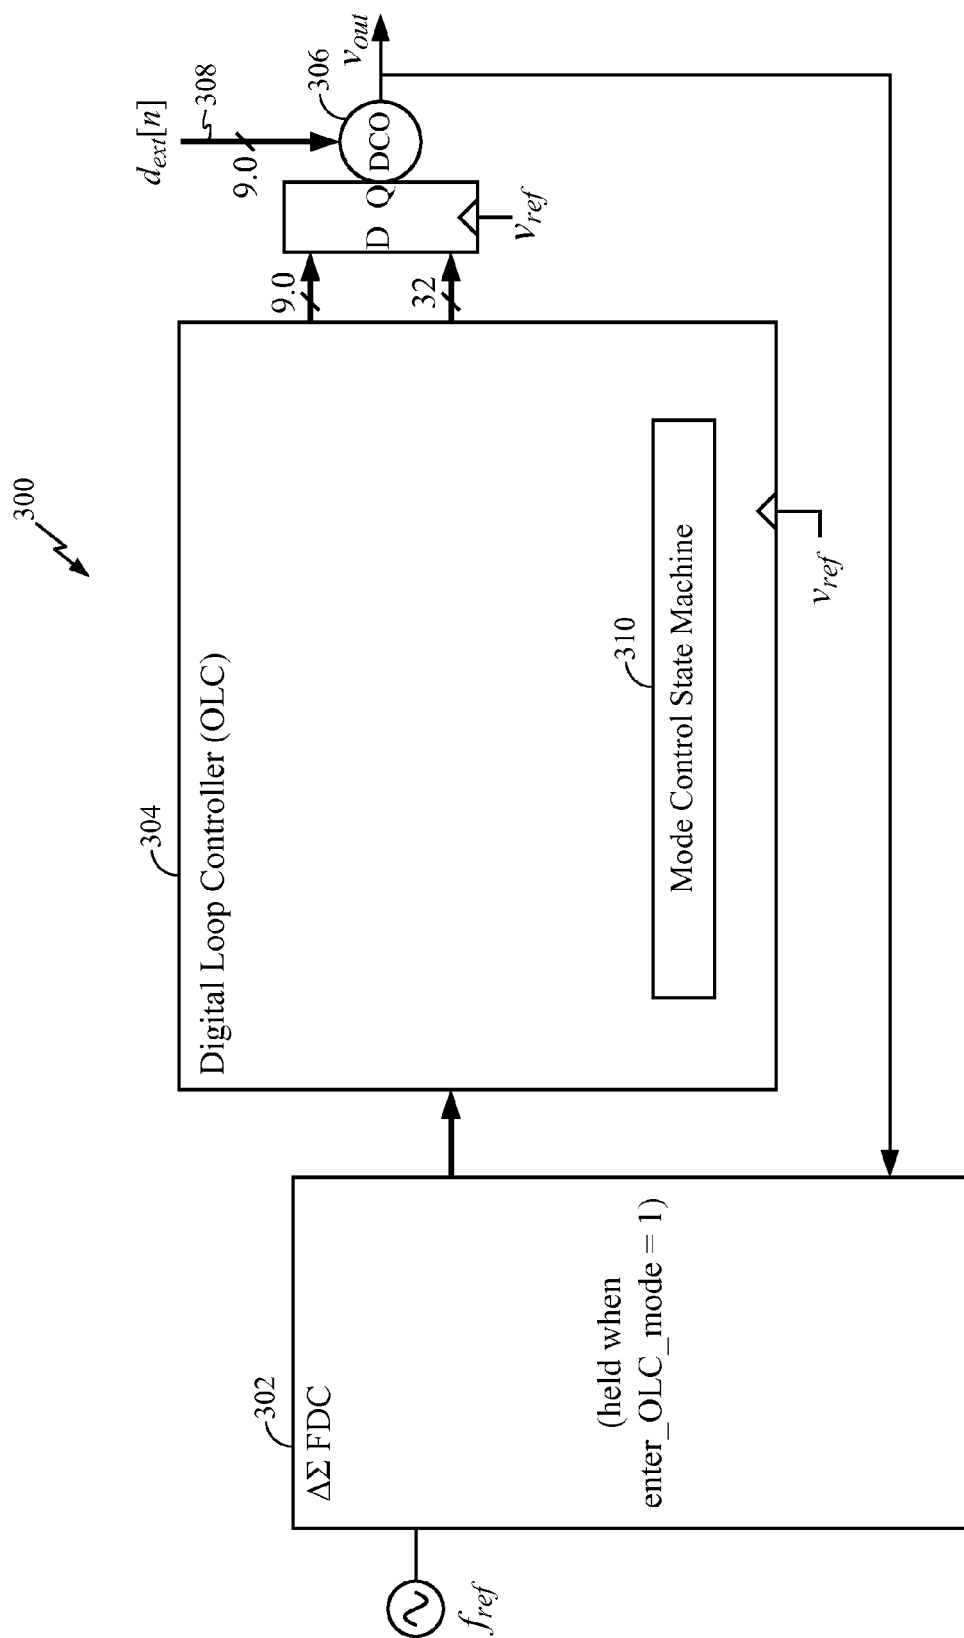 300
302
ΔΣ FDC
(held when
enter_OLC_mode = 1)
f_ref
304
Digital Loop Controller (OLC)
310
Mode Control State Machine
v_ref
9.0
32
D Q
v_ref
d_ext[n]
308
9.0
306
DCO
v_out